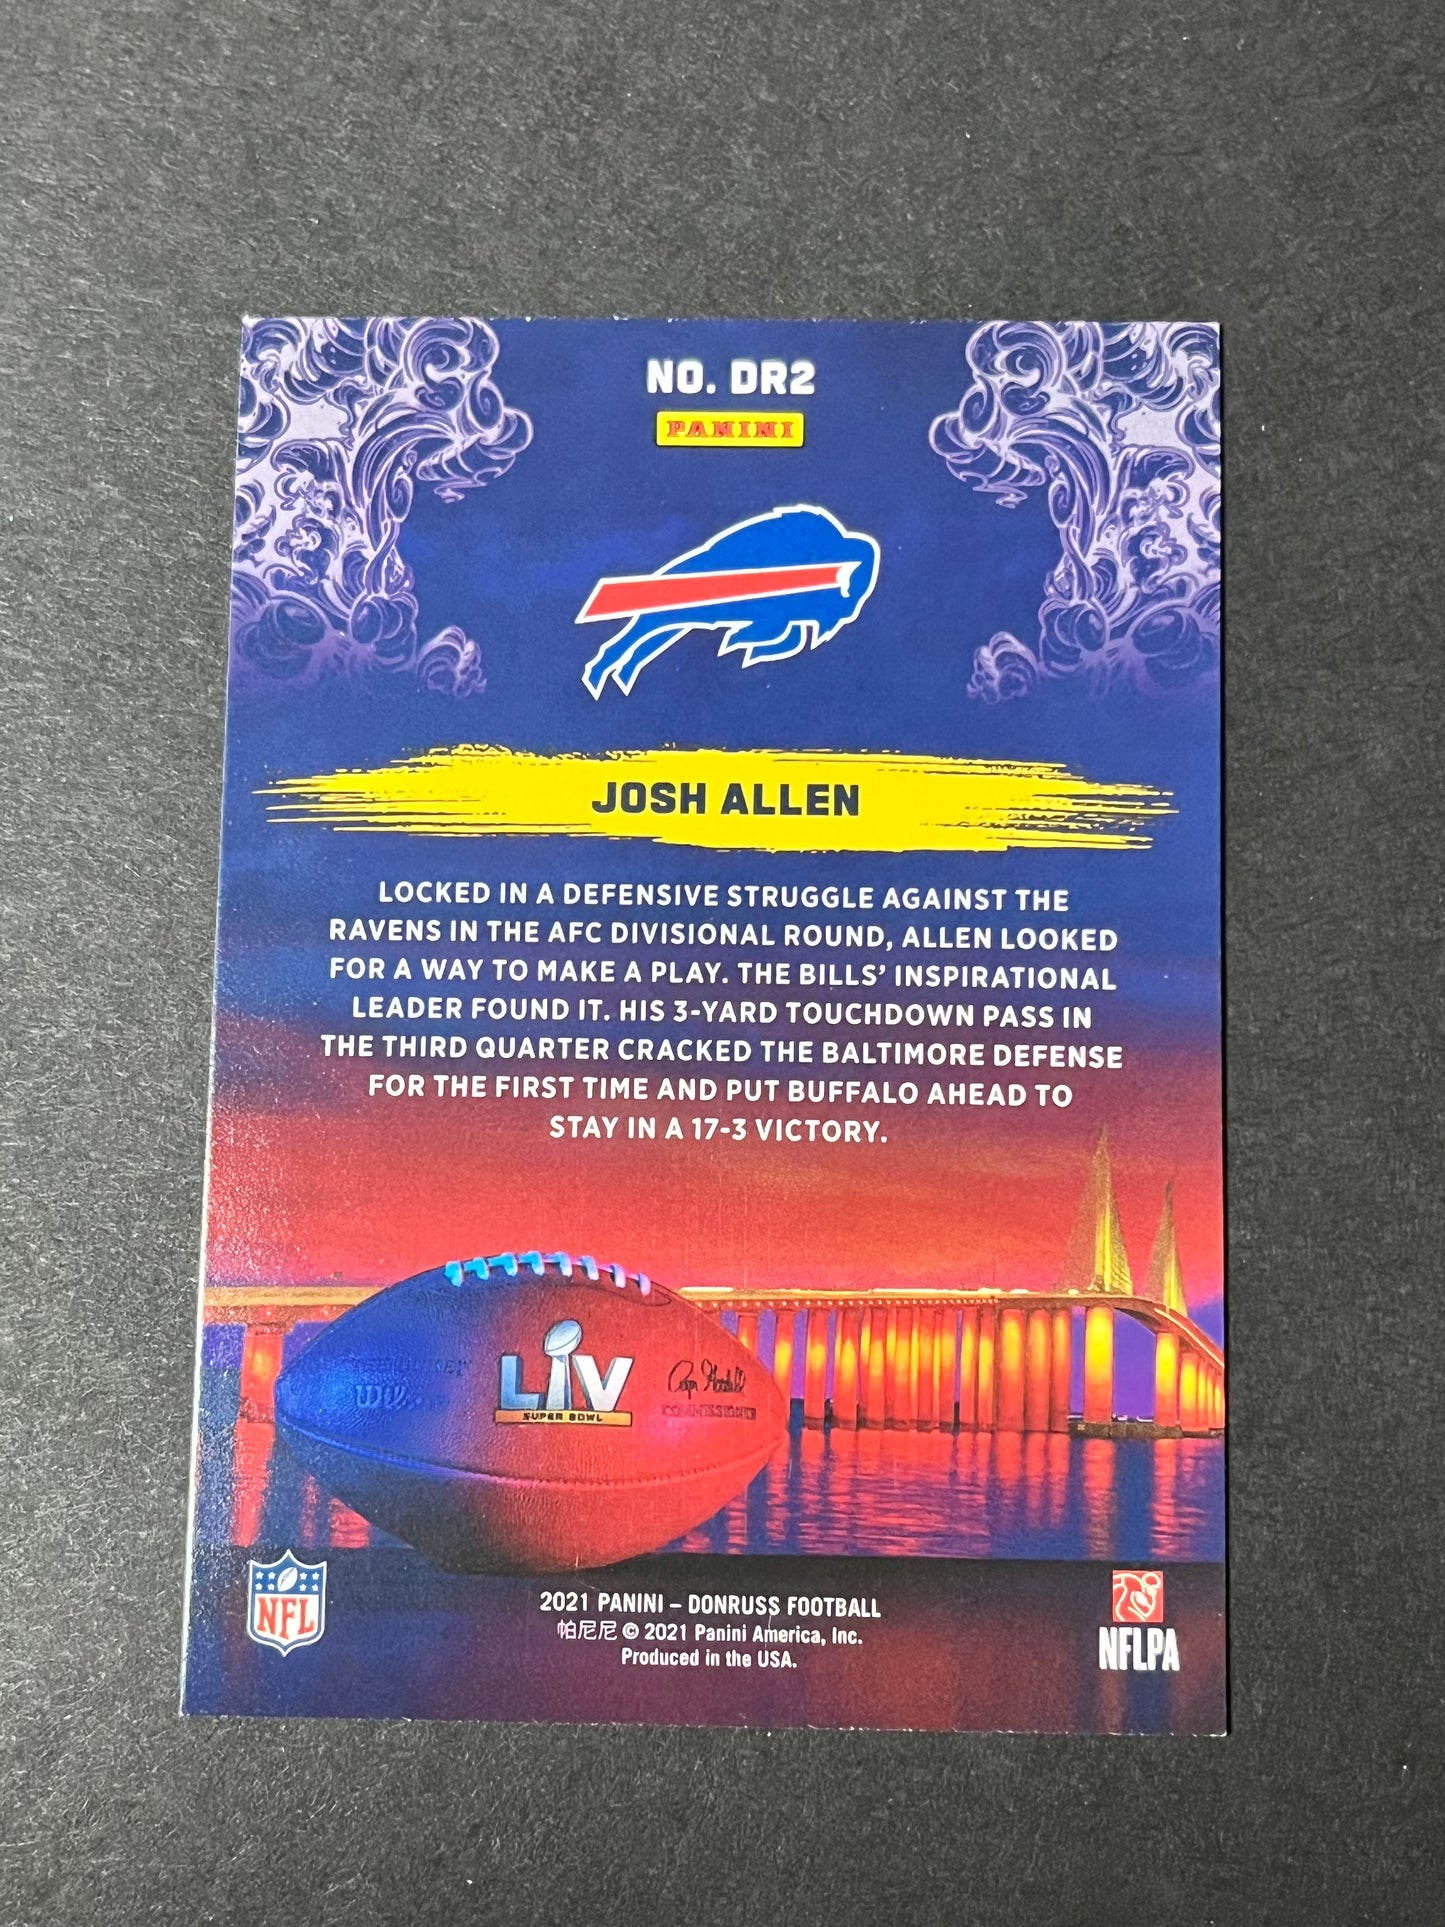 NO. DR2
PANINI
JOSH ALLEN
LOCKED IN A DEFENSIVE STRUGGLE AGAINST THE
RAVENS IN THE AFC DIVISIONAL ROUND, ALLEN LOOKED
FOR A WAY TO MAKE A PLAY. THE BILLS' INSPIRATIONAL
LEADER FOUND IT. HIS 3-YARD TOUCHDOWN PASS IN
THE THIRD QUARTER CRACKED THE BALTIMORE DEFENSE
FOR THE FIRST TIME AND PUT BUFFALO AHEAD TO
STAY IN A 17-3 VICTORY.
LIV
SUPER BOWL
COMMISSIONER
NFL
2021 PANINI – DONRUSS FOOTBALL
帕尼尼 © 2021 Panini America, Inc.
Produced in the USA.
NFLPA